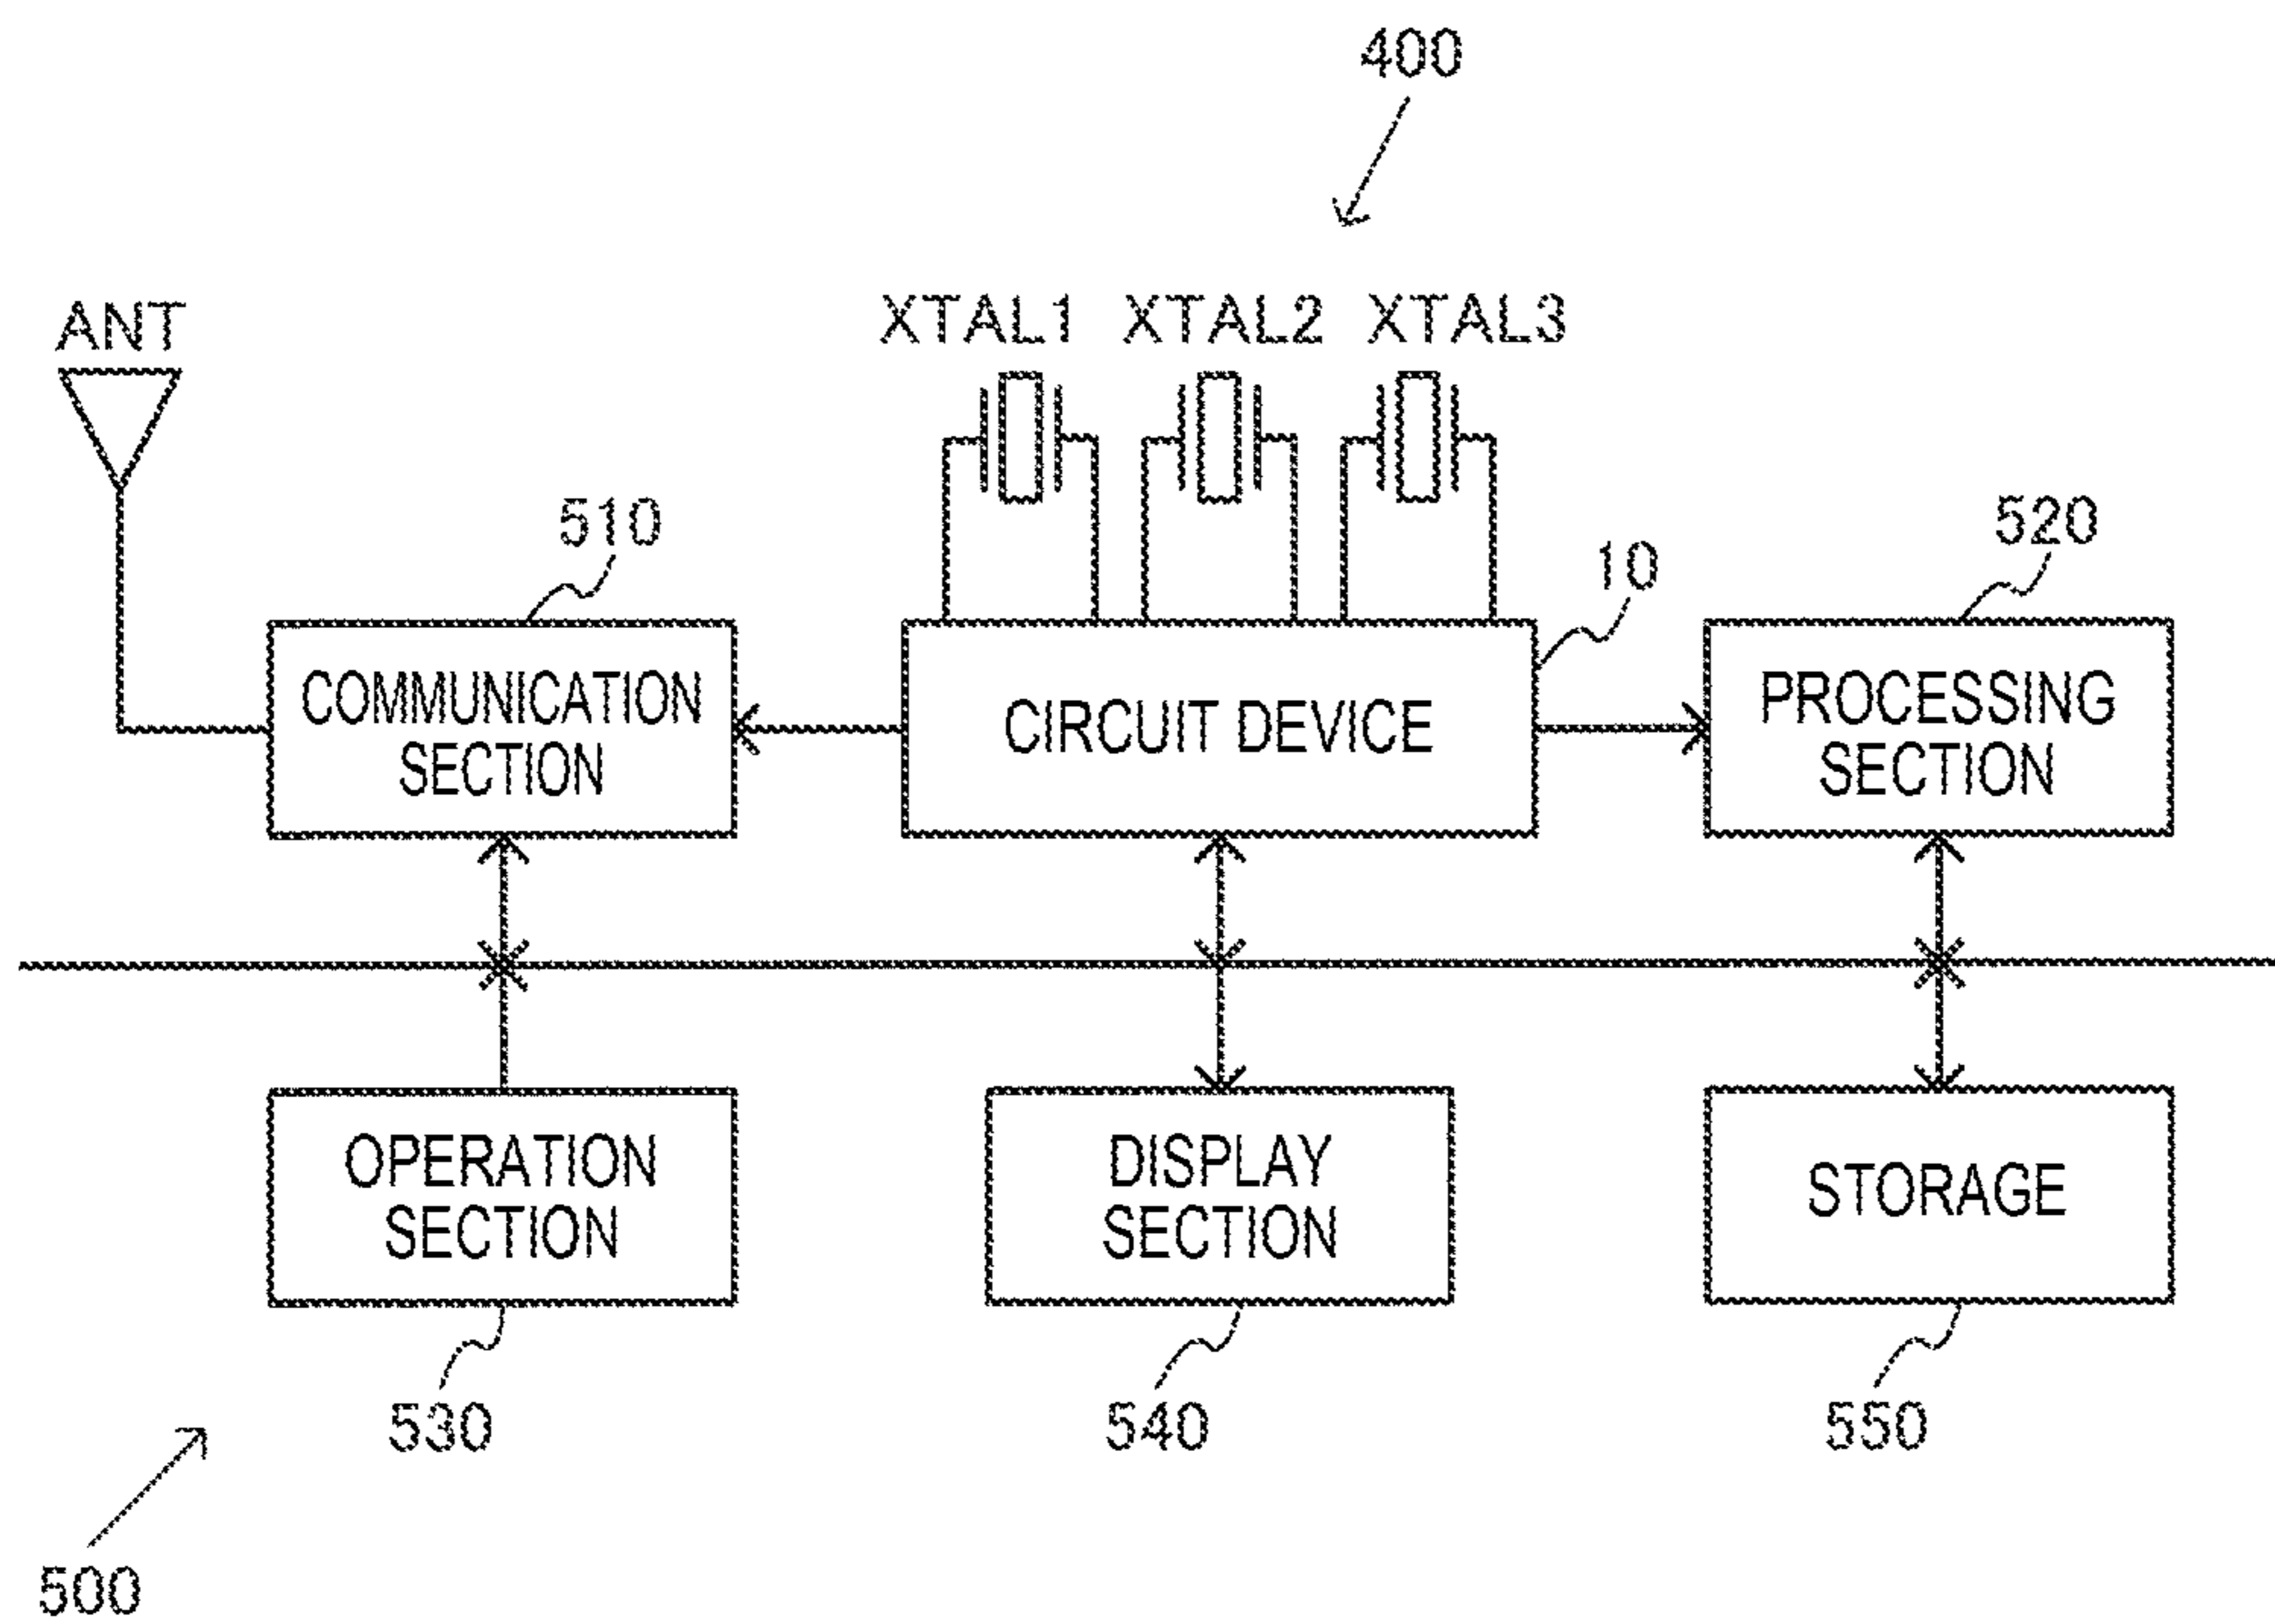 400
ANT
XTAL1 XTAL2 XTAL3
510
520
10
COMMUNICATION
SECTION
CIRCUIT DEVICE
PROCESSING
SECTION
OPERATION
SECTION
DISPLAY
SECTION
STORAGE
530
540
550
500